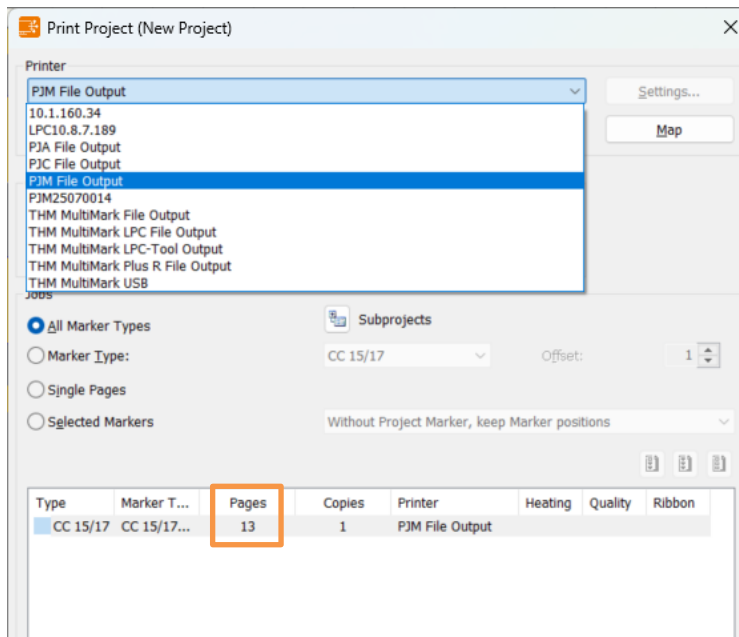 Print Project (New Project)
Printer
PJM File Output
Settings...
10.1.160.34
LPC10.8.7.189
Map
PJA File Output
PJC File Output
PJM File Output
PJM25070014
THM MultiMark File Output
THM MultiMark LPC File Output
THM MultiMark LPC-Tool Output
THM MultiMark Plus R File Output
THM MultiMark USB
Jobs
All Marker Types
Subprojects
Marker Type:
CC 15/17
Offset:
1
Single Pages
Selected Markers
Without Project Marker, keep Marker positions
Type Marker T... Pages Copies Printer Heating Quality Ribbon
CC 15/17 CC 15/17... 13 1 PJM File Output